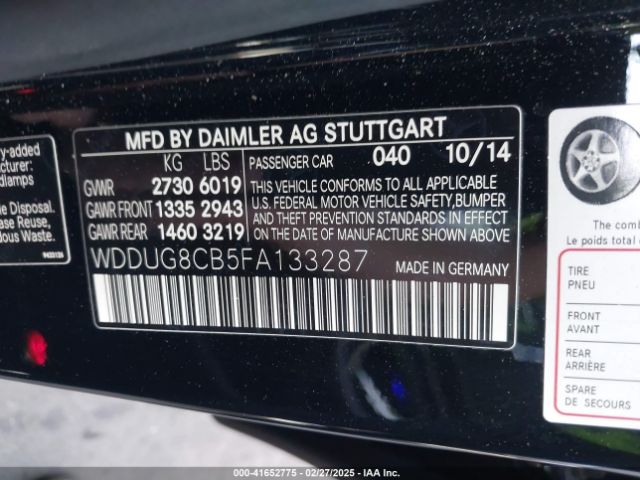 MFD BY DAIMLER AG STUTTGART
KG LBS
GVWR 2730 6019
GAWR FRONT 1335 2943
GAWR REAR 1460 3219
PASSENGER CAR 040 10/14
THIS VEHICLE CONFORMS TO ALL APPLICABLE
U.S. FEDERAL MOTOR VEHICLE SAFETY,BUMPER
AND THEFT PREVENTION STANDARDS IN EFFECT
ON DATE OF MANUFACTURE SHOWN ABOVE
WDDUG8CB5FA133287 MADE IN GERMANY
y-added
facturer:
dlamps
Disposal.
ase Reuse,
dous Waste.
The comb
Le poids
TIRE
PNEU
FRONT
AVANT
REAR
ARRIÈRE
SPARE
DE SECOURS
000-41652775 - 02/27/2025 - IAA Inc.